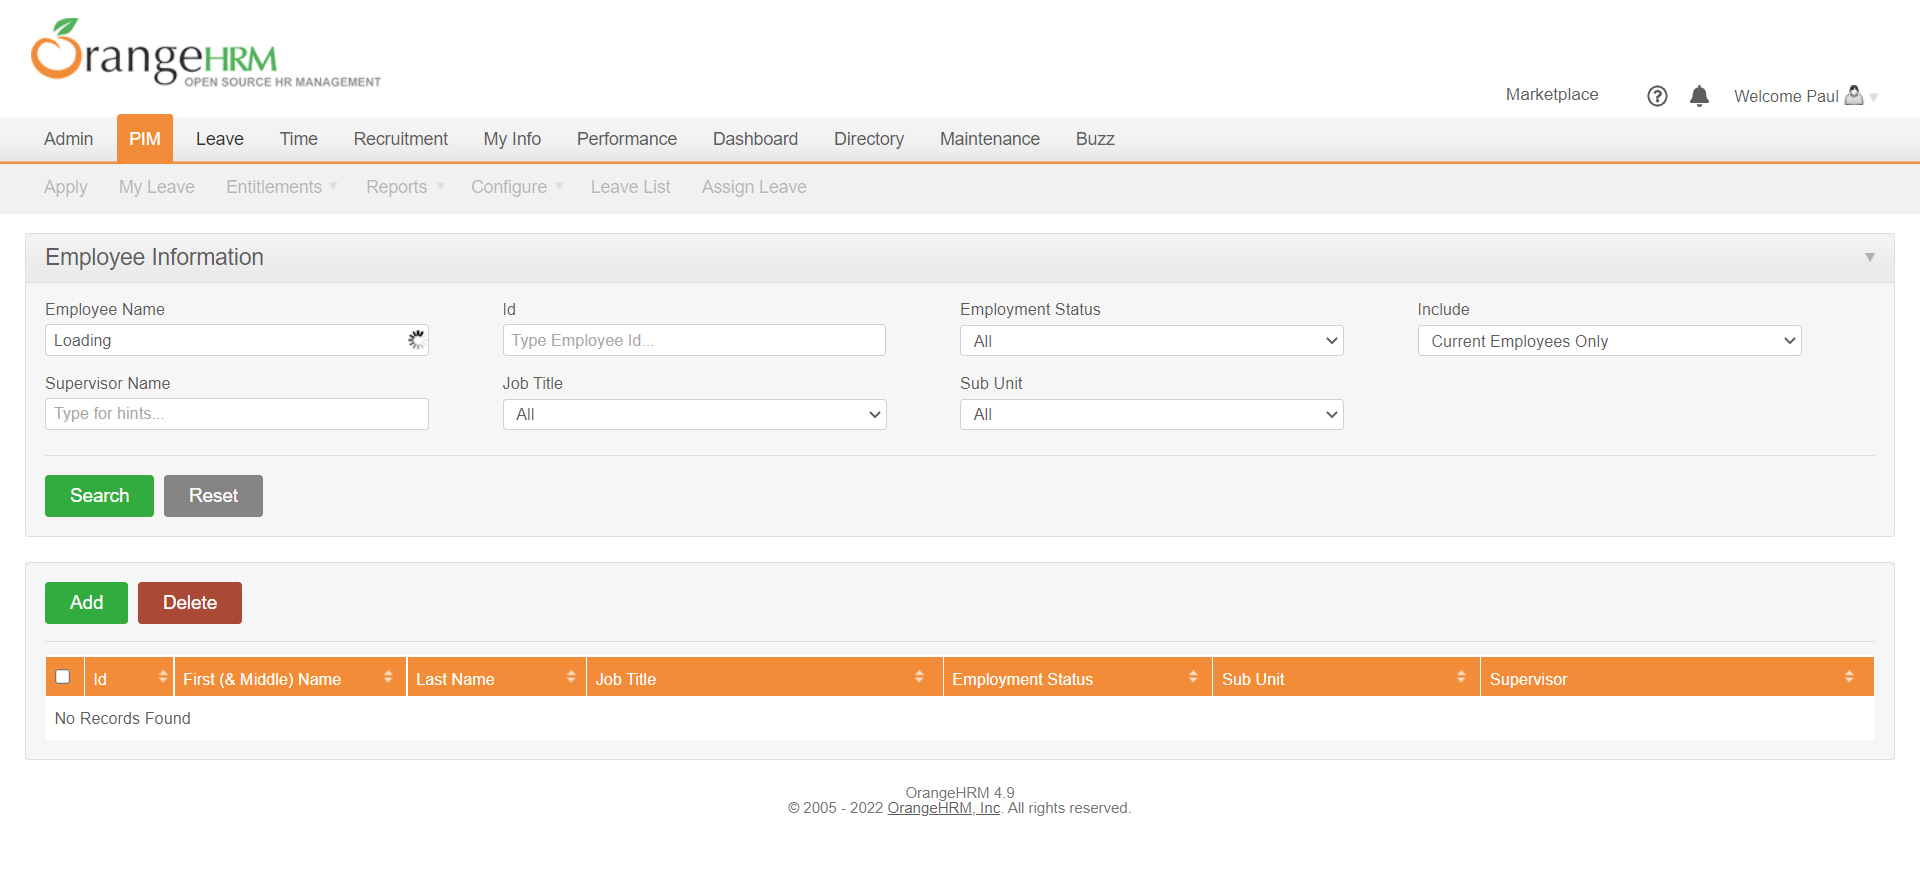 OrangeHRM
OPEN SOURCE HR MANAGEMENT
Marketplace
Welcome Paul
Admin PIM Leave Time Recruitment My Info Performance Dashboard Directory Maintenance Buzz
Apply My Leave Entitlements Reports Configure Leave List Assign Leave
Employee Information
Employee Name Id Employment Status Include
Loading Type Employee Id... All Current Employees Only
Supervisor Name Job Title Sub Unit
Type for hints... All All
Search Reset
Add Delete
Id First (& Middle) Name Last Name Job Title Employment Status Sub Unit Supervisor
No Records Found
OrangeHRM 4.9
© 2005 - 2022 OrangeHRM, Inc. All rights reserved.